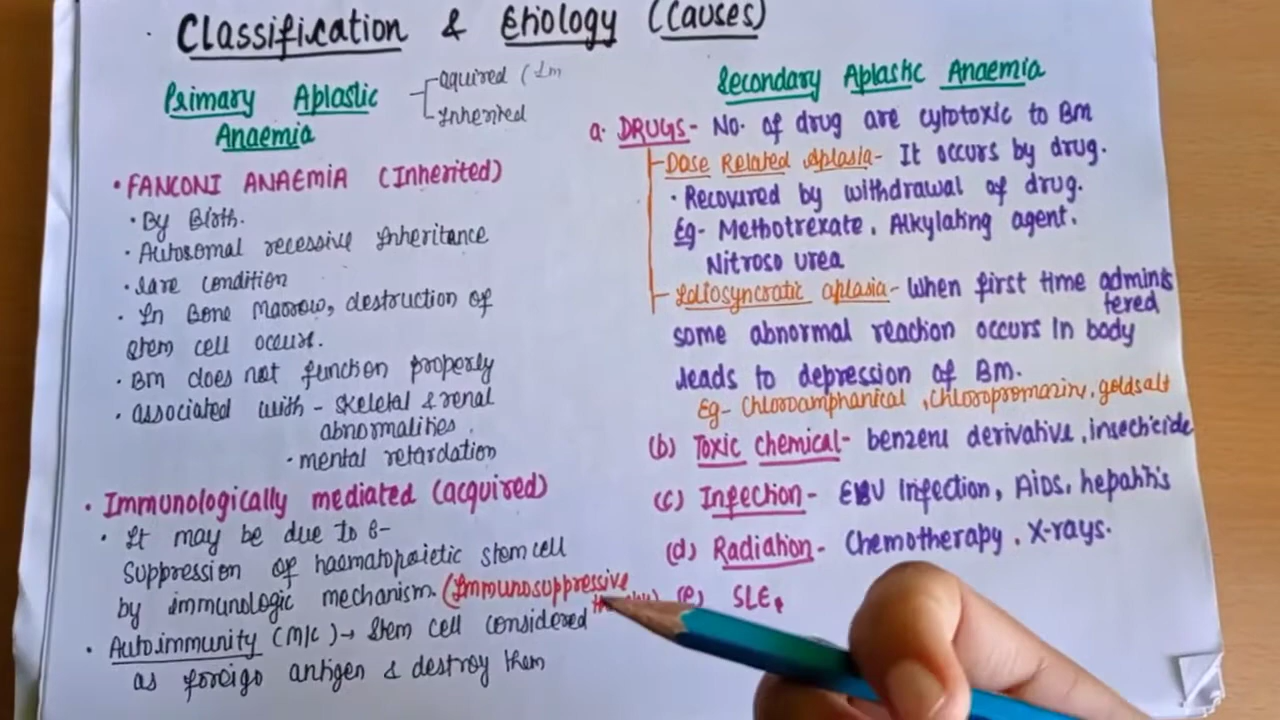 Classification & Etiology (Causes)
Primary Aplastic
Anaemia
Aquired (Im
Inherited
• FANCONI ANAEMIA (Inherited)
• By Birth.
• Autosomal recessive Inheritance
• rare condition
• In Bone Marrow, destruction of
stem cell occurs.
• Bm does not function properly
• associated with - skeletal & renal
abnormalities.
• mental retardation
• Immunologically mediated (acquired)
• It may be due to :-
Suppression of haematopoietic stem cell
by immunologic mechanism. (Immunosuppressive
• Autoimmunity (M/c) → Stem cell considered
as foreign antigen & destroy them
Secondary Aplastic Anaemia
a. DRUGS - No. of drug are cytotoxic to Bm
Dose Related Aplasia - It occurs by drug.
• Recovered by withdrawal of drug.
Eg - Methotrexate, Alkylating agent.
Nitroso urea
Idiosyncratic aplasia - When first time adminis
tered
some abnormal reaction occurs in body
leads to depression of Bm.
Eg - Chloroamphanical, Chloropromazin, goldsalt
(b) Toxic chemical - benzene derivative, insecticide
(c) Infection - EBV Infection, AIDS, hepatitis
(d) Radiation - Chemotherapy, X-rays.
(e) SLE,